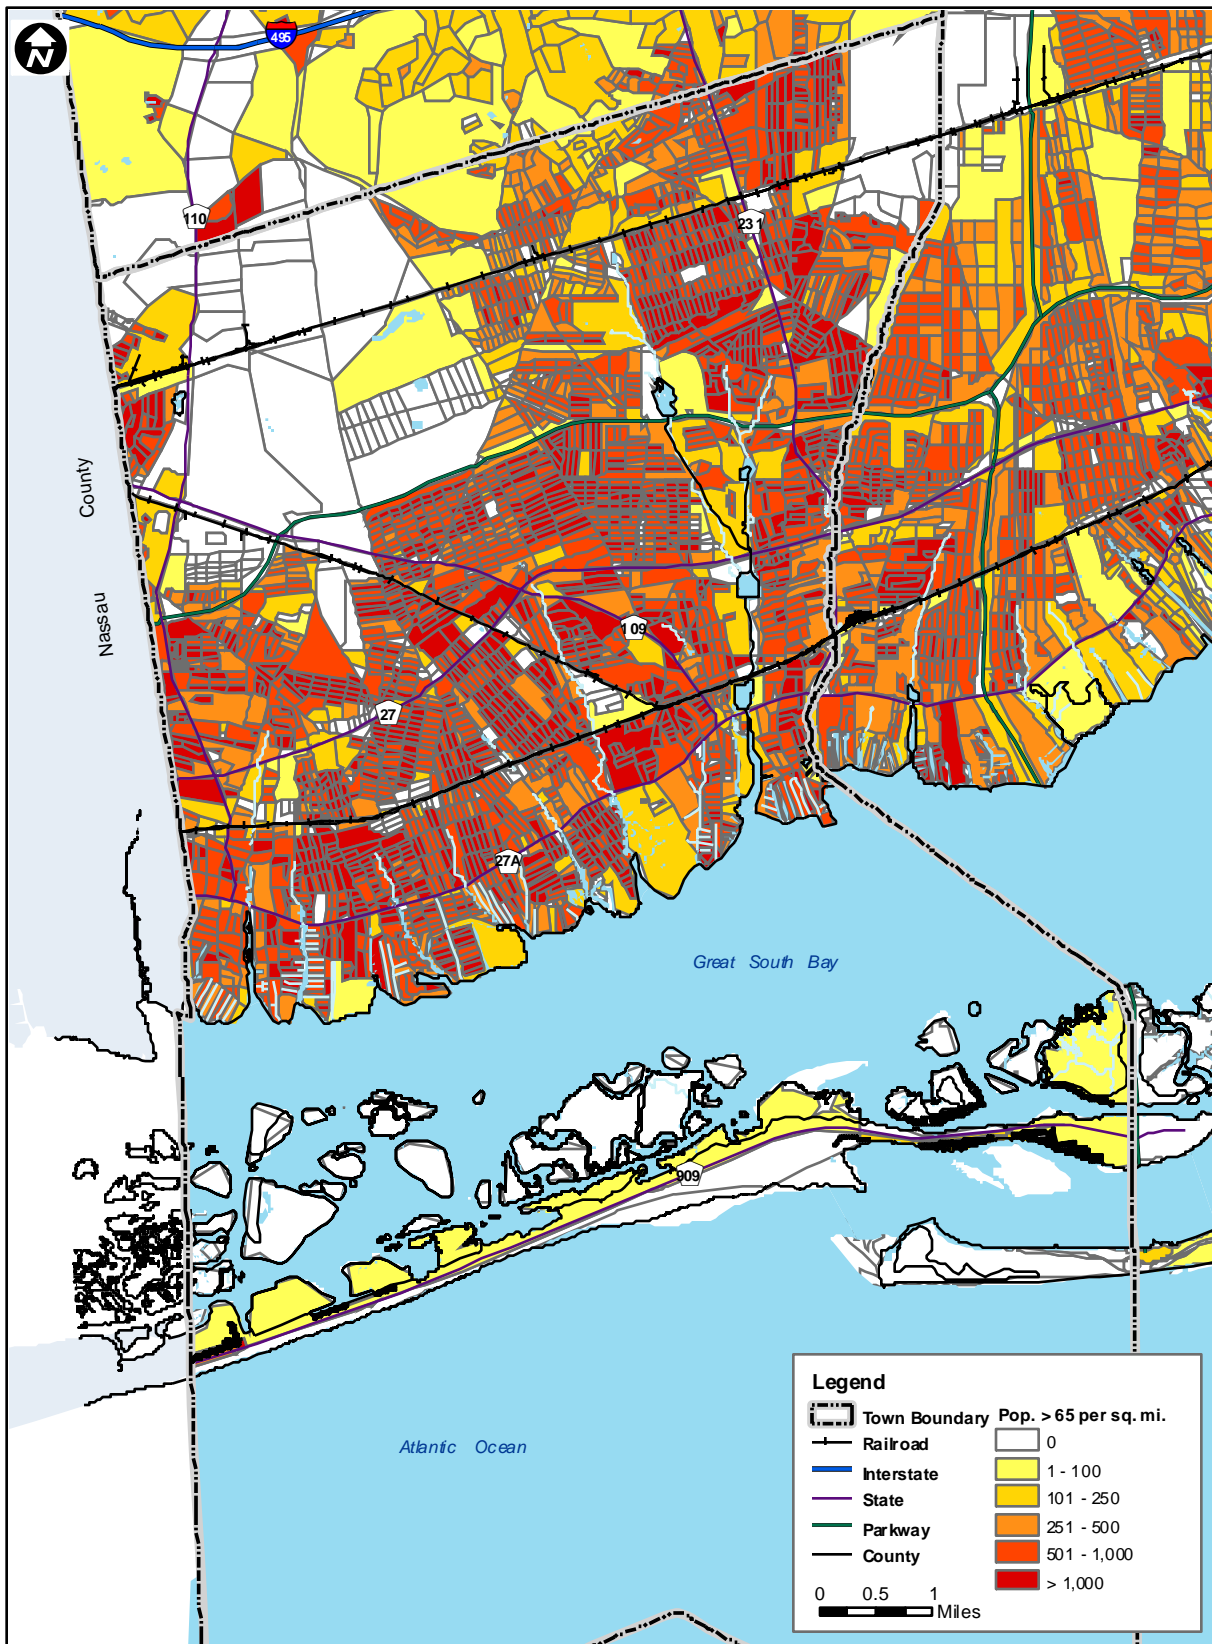 N
495
110
231
County
Nassau
109
27
27A
Great South Bay
909
Atlantic Ocean
Legend
Town Boundary
Railroad
Interstate
State
Parkway
County
Pop. > 65 per sq. mi.
0
1 - 100
101 - 250
251 - 500
501 - 1,000
> 1,000
0 0.5 1
Miles